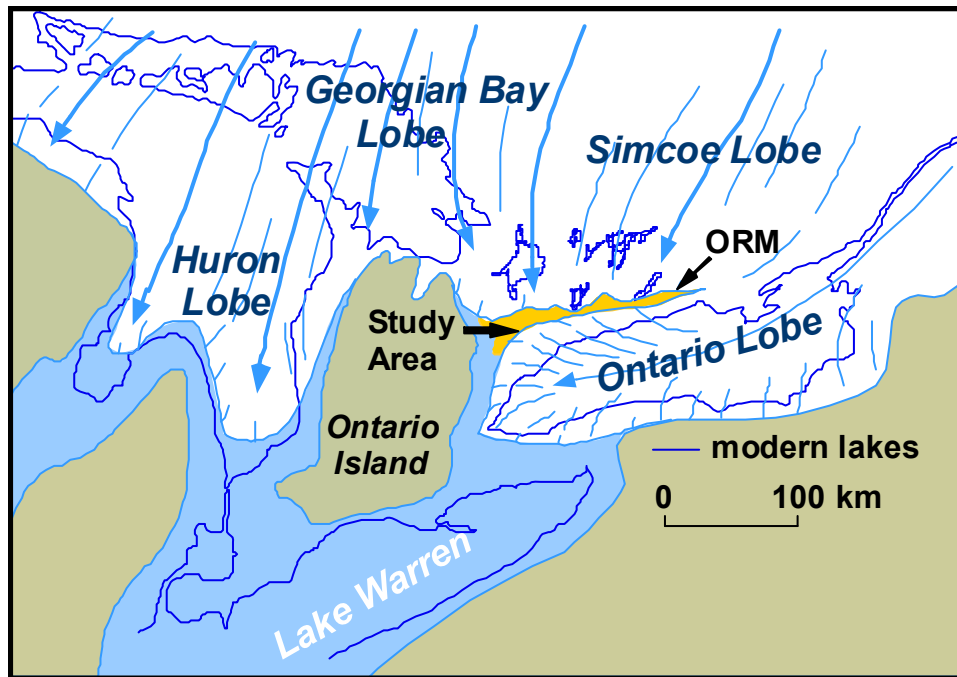 Georgian Bay
Lobe
Simcoe Lobe
ORM
Huron
Lobe
Study
Area
Ontario Lobe
Ontario
Island
modern lakes
0 100 km
Lake Warren